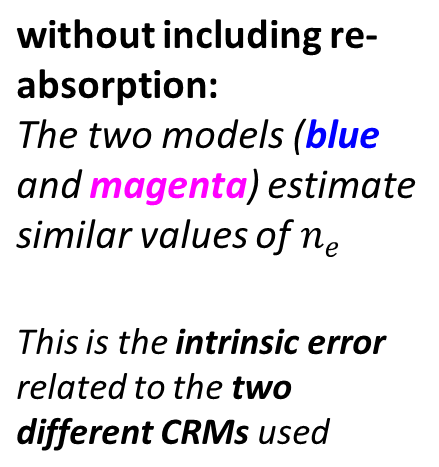 without including re-
absorption:
The two models (blue
and magenta) estimate
similar values of nₑ
This is the intrinsic error
related to the two
different CRMs used